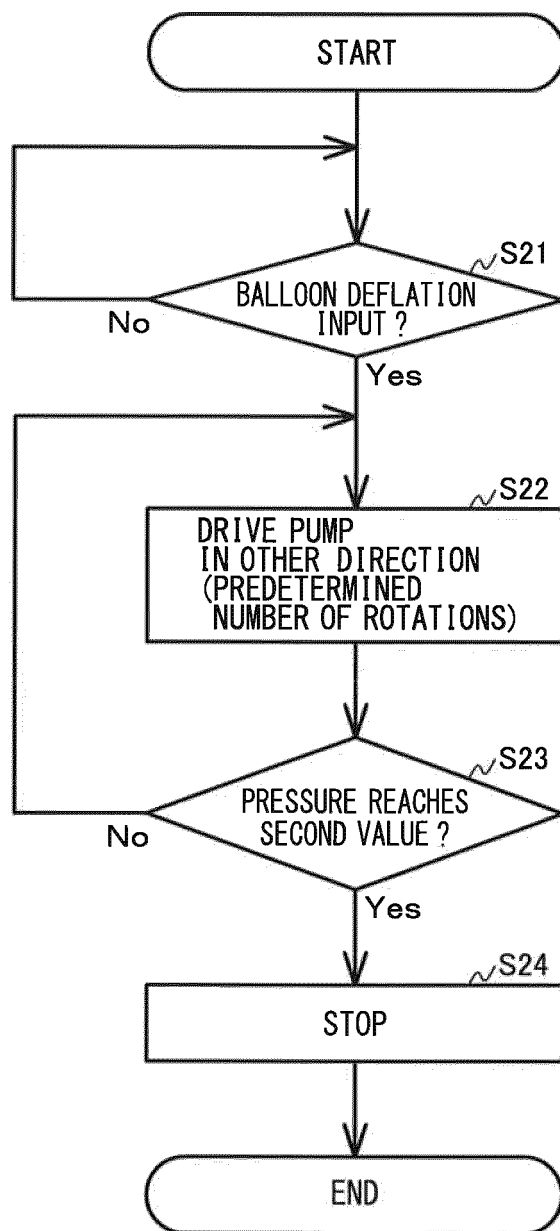 START
S21
BALLOON DEFLATION
INPUT ?
No
Yes
S22
DRIVE PUMP
IN OTHER DIRECTION
(PREDETERMINED
NUMBER OF ROTATIONS)
S23
PRESSURE REACHES
SECOND VALUE ?
No
Yes
S24
STOP
END